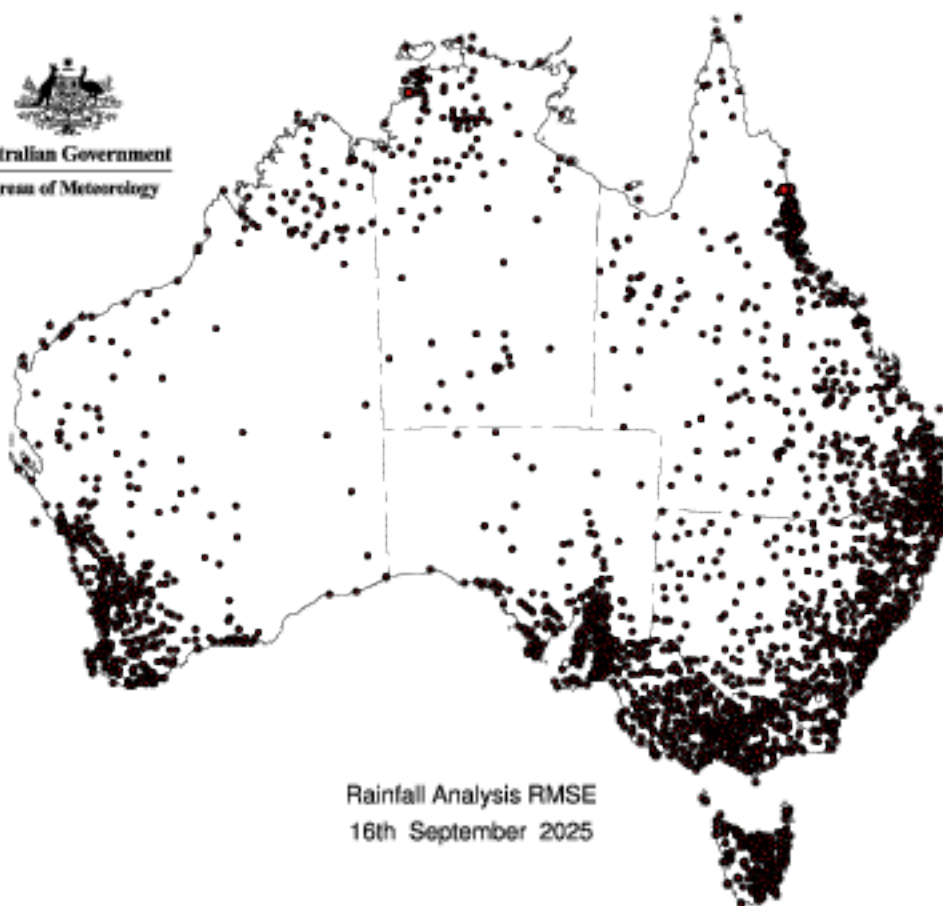 tralian Government
reau of Meteorology
Rainfall Analysis RMSE
16th September 2025